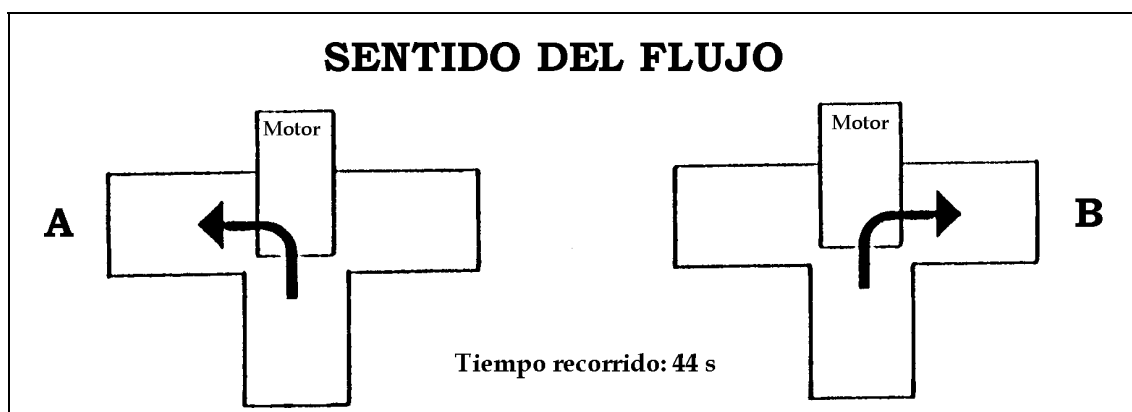 SENTIDO DEL FLUJO
Motor
Motor
A
B
Tiempo recorrido: 44 s